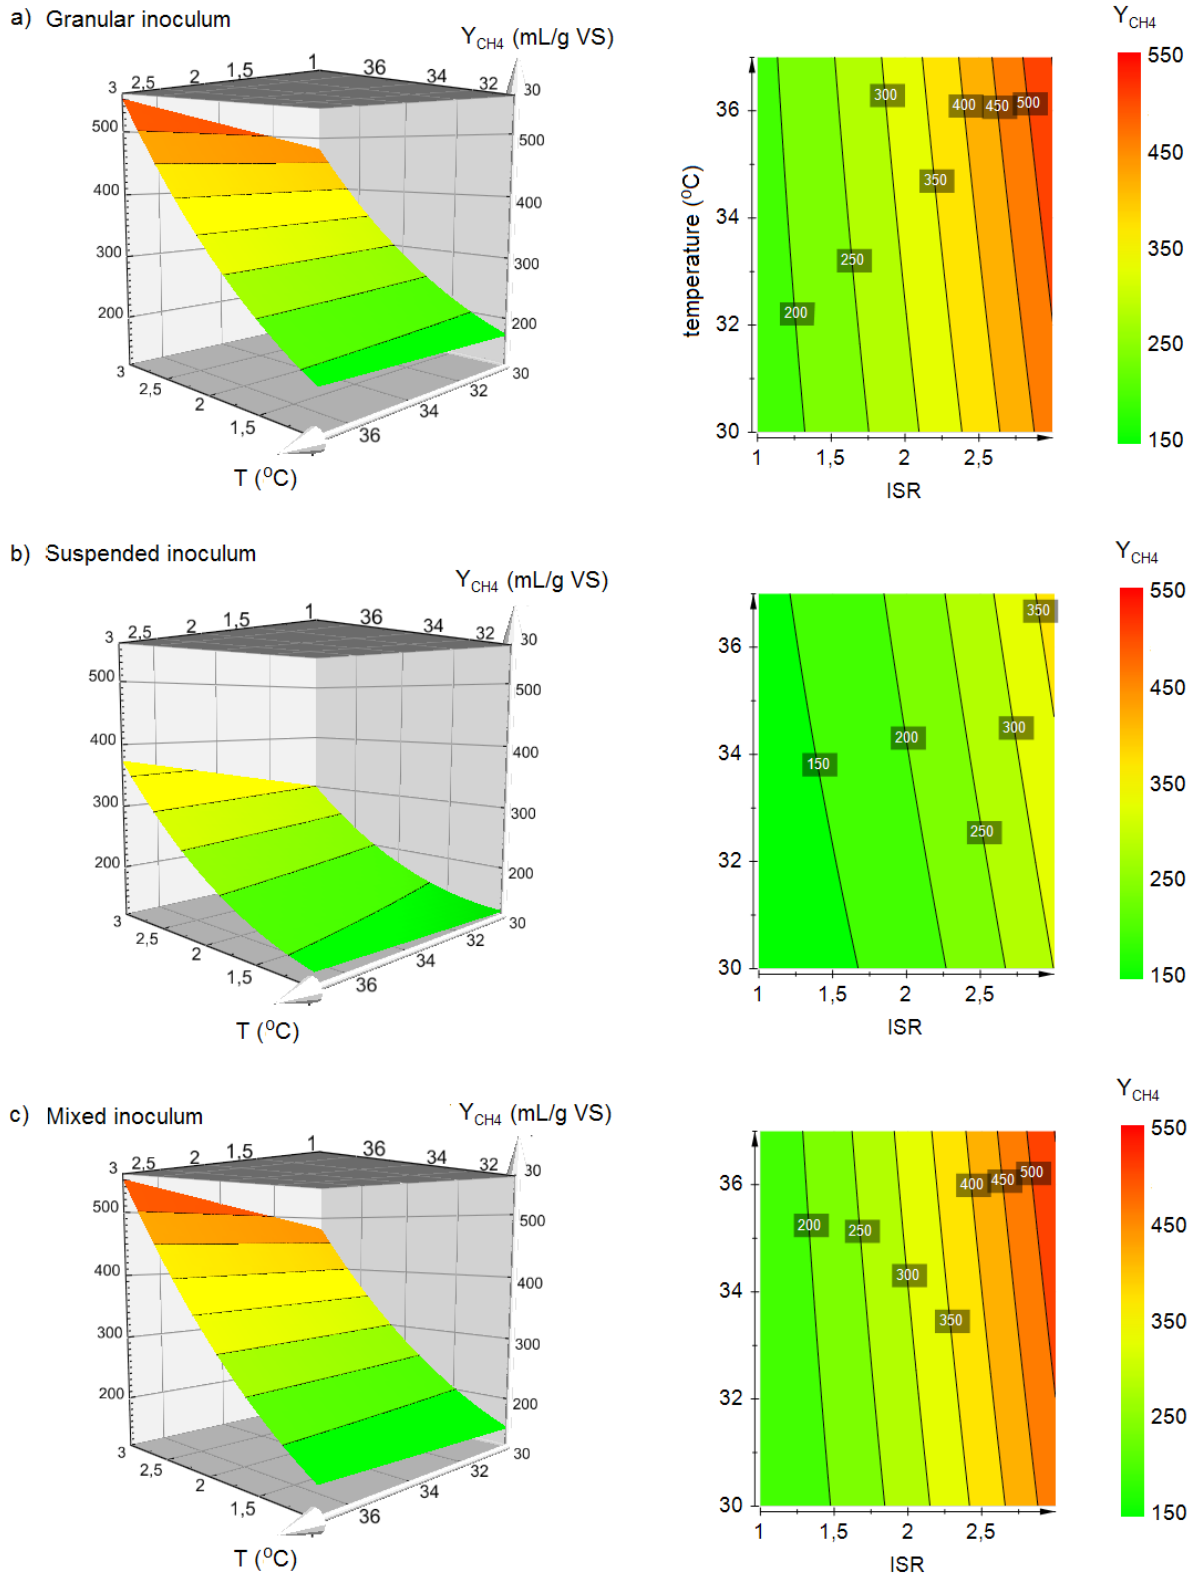 a) Granular inoculum
Y_CH4 (mL/g VS)
3 2,5 2 1,5 1 36 34 32 30
500 400 300 200
500 400 300 200
3 2,5 2 1,5 36 34 32 30
T (°C)
temperature (°C)
36 34 32 30
300 400 450 500
350
250
200
1 1,5 2 2,5
ISR
Y_CH4
550
450
350
250
150
b) Suspended inoculum
Y_CH4 (mL/g VS)
3 2,5 2 1,5 1 36 34 32 30
500 400 300 200
500 400 300 200
3 2,5 2 1,5 36 34 32 30
T (°C)
36 34 32 30
350
300
200
150
250
1 1,5 2 2,5
ISR
Y_CH4
550
450
350
250
150
c) Mixed inoculum
Y_CH4 (mL/g VS)
3 2,5 2 1,5 1 36 34 32 30
500 400 300 200
500 400 300 200
3 2,5 2 1,5 36 34 32 30
T (°C)
36 34 32 30
400 450 500
200 250
300
350
1 1,5 2 2,5
ISR
Y_CH4
550
450
350
250
150